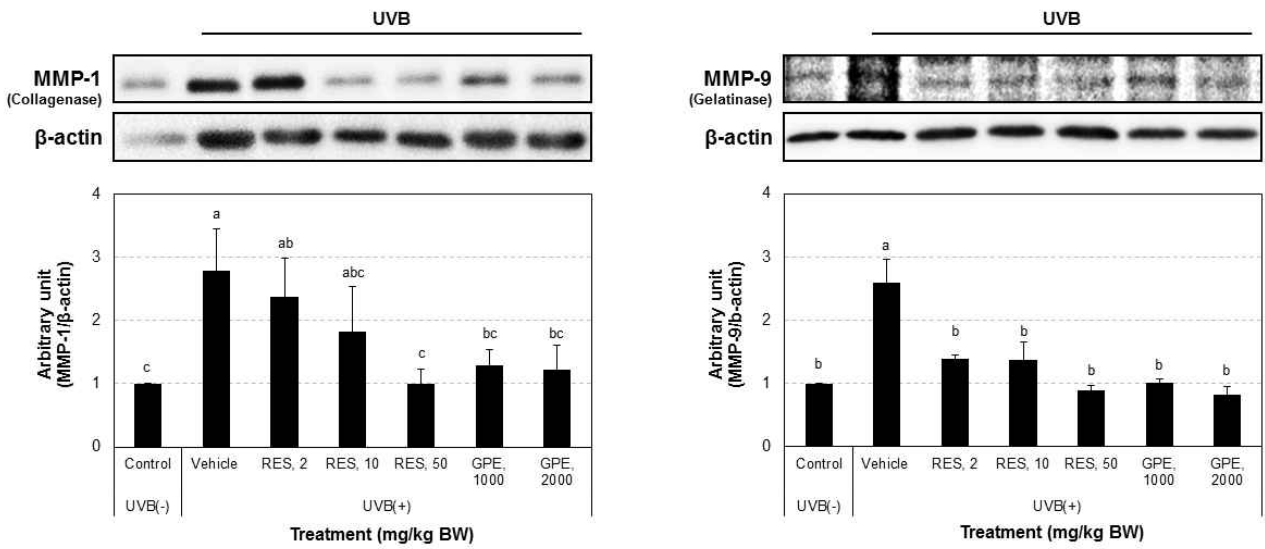 UVB
MMP-1
(Collagenase)
β-actin
4
3
2
1
0
Arbitrary unit
(MMP-1/β-actin)
a
ab
abc
c
c
bc
bc
Control
Vehicle
RES, 2
RES, 10
RES, 50
GPE, 1000
GPE, 2000
UVB(-)
UVB(+)
Treatment (mg/kg BW)
UVB
MMP-9
(Gelatinase)
β-actin
4
3
2
1
0
Arbitrary unit
(MMP-9/b-actin)
b
a
b
b
b
b
b
Control
Vehicle
RES, 2
RES, 10
RES, 50
GPE, 1000
GPE, 2000
UVB(-)
UVB(+)
Treatment (mg/kg BW)